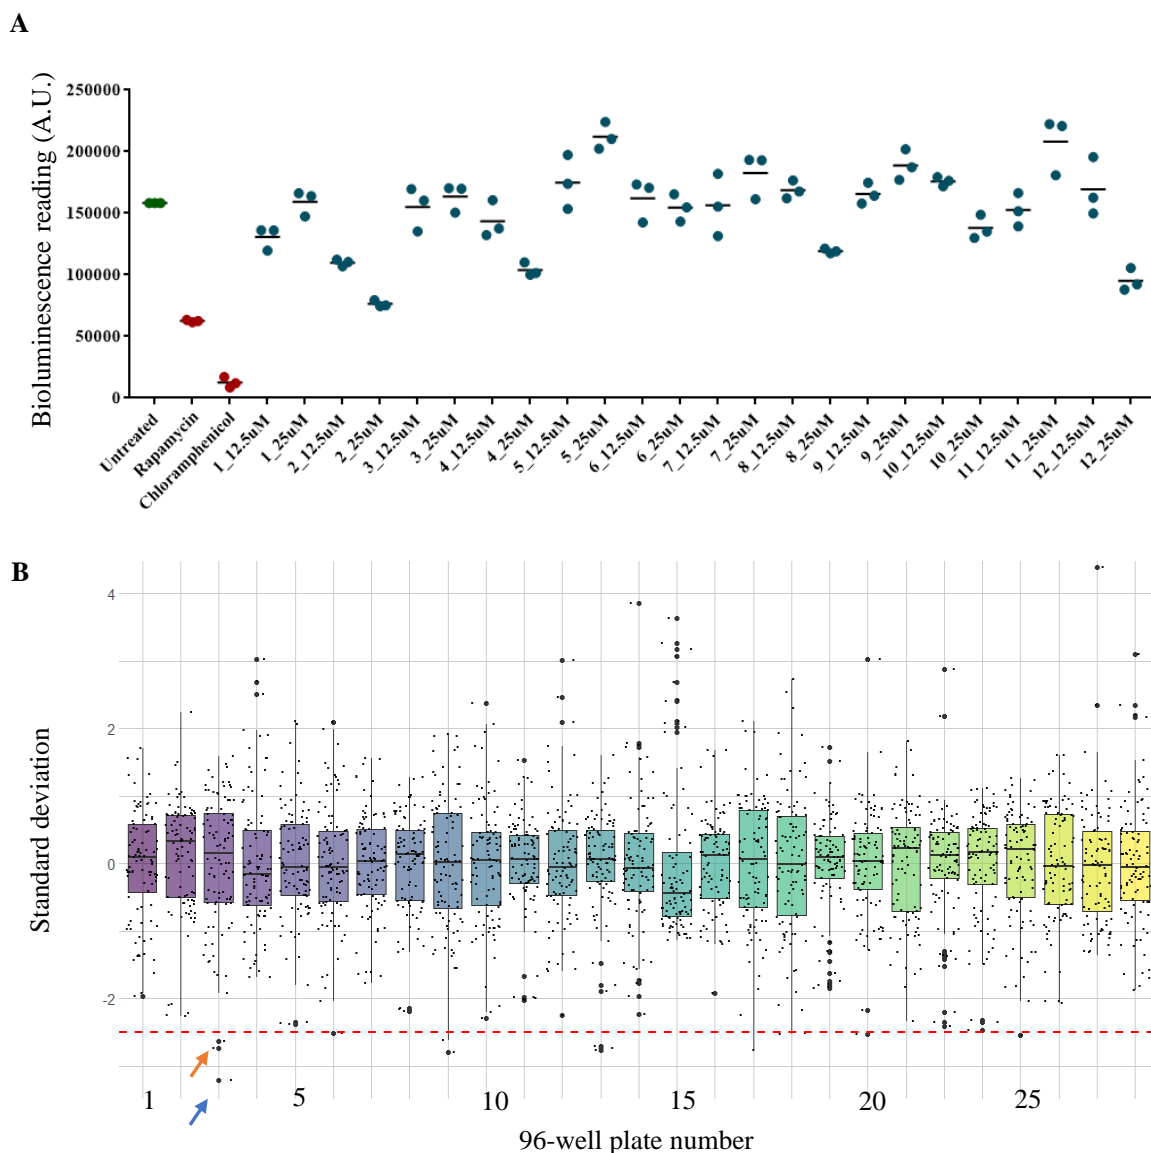 A
Bioluminescence reading (A.U.)
250000
200000
150000
100000
50000
0
Untreated
Rapamycin
Chloramphenicol
1_12.5uM
1_25uM
2_12.5uM
2_25uM
3_12.5uM
3_25uM
4_12.5uM
4_25uM
5_12.5uM
5_25uM
6_12.5uM
6_25uM
7_12.5uM
7_25uM
8_12.5uM
8_25uM
9_12.5uM
9_25uM
10_12.5uM
10_25uM
11_12.5uM
11_25uM
12_12.5uM
12_25uM
B
Standard deviation
4
2
0
-2
1 5 10 15 20 25
96-well plate number